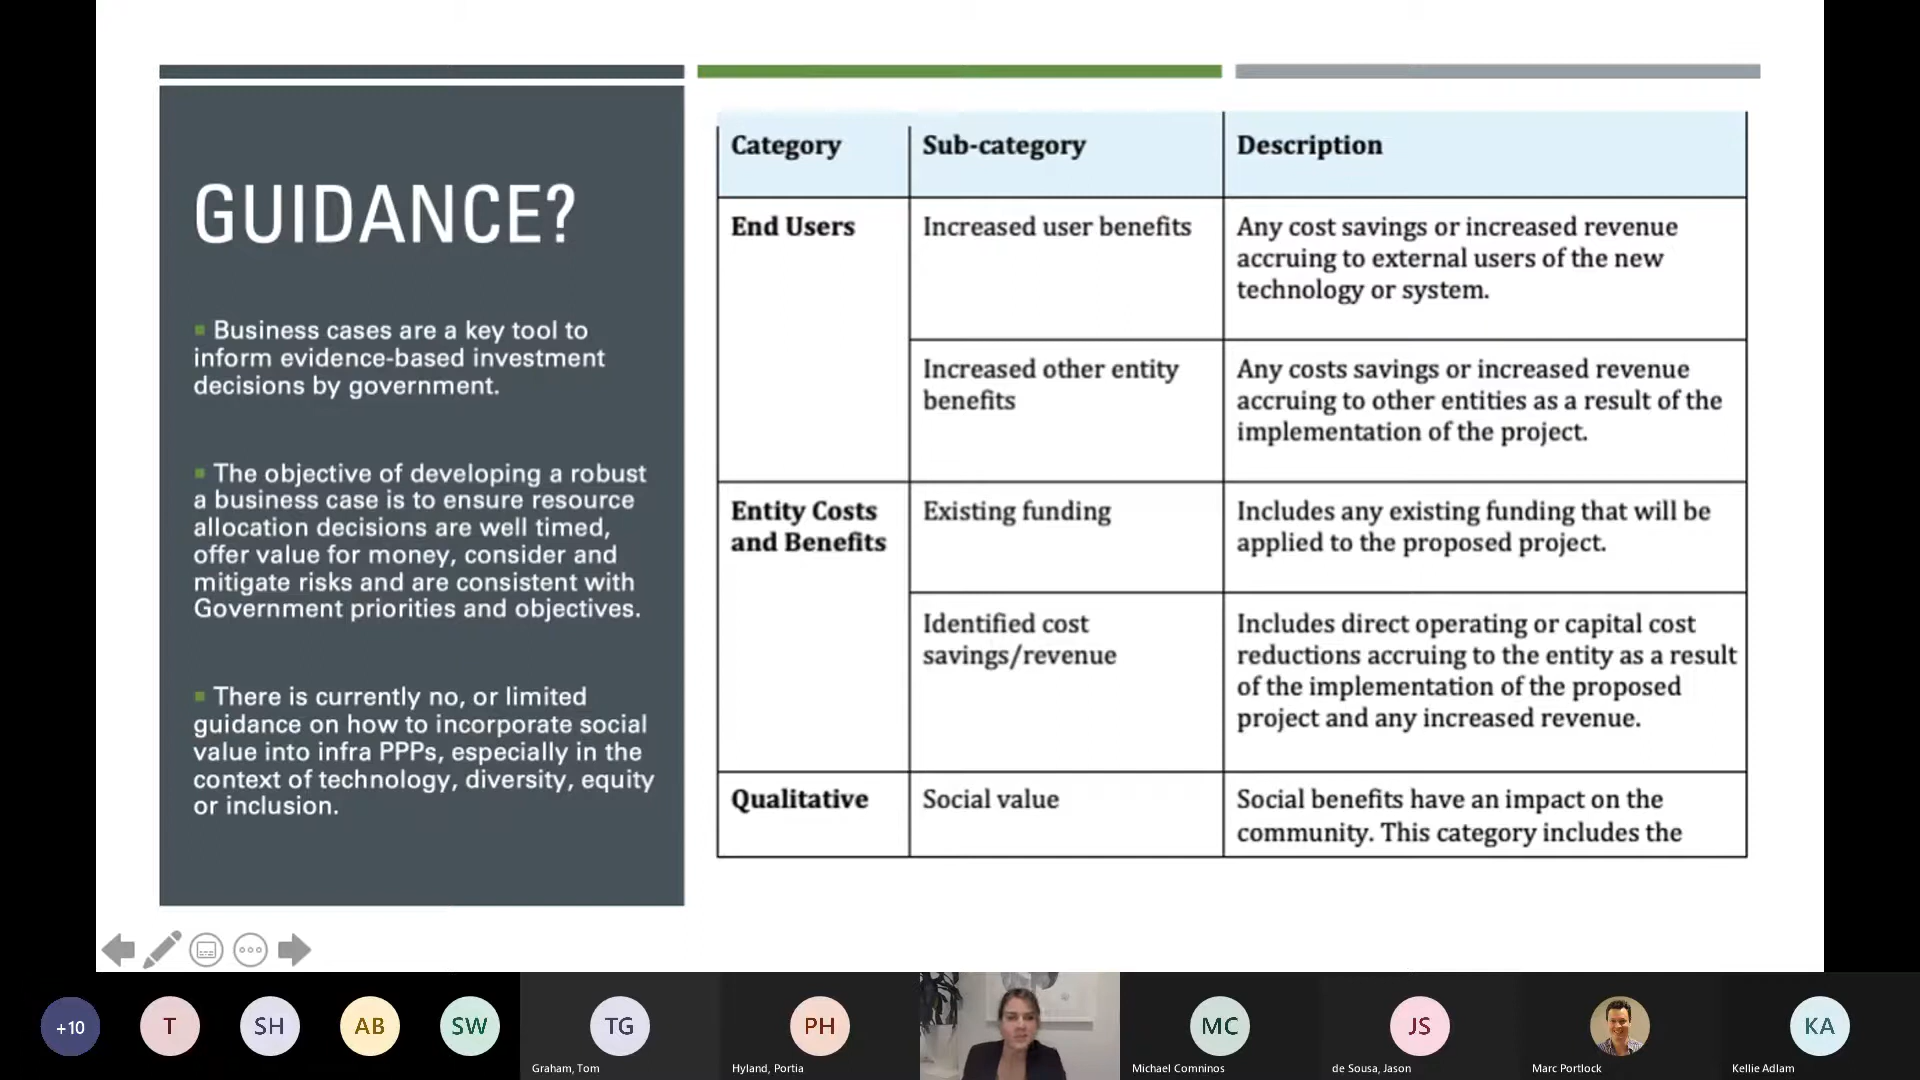 GUIDANCE?
▪ Business cases are a key tool to
inform evidence-based investment
decisions by government.
▪ The objective of developing a robust
a business case is to ensure resource
allocation decisions are well timed,
offer value for money, consider and
mitigate risks and are consistent with
Government priorities and objectives.
▪ There is currently no, or limited
guidance on how to incorporate social
value into infra PPPs, especially in the
context of technology, diversity, equity
or inclusion.
Category
Sub-category
Description
End Users
Increased user benefits
Any cost savings or increased revenue
accruing to external users of the new
technology or system.
Increased other entity
benefits
Any costs savings or increased revenue
accruing to other entities as a result of the
implementation of the project.
Entity Costs
and Benefits
Existing funding
Includes any existing funding that will be
applied to the proposed project.
Identified cost
savings/revenue
Includes direct operating or capital cost
reductions accruing to the entity as a result
of the implementation of the proposed
project and any increased revenue.
Qualitative
Social value
Social benefits have an impact on the
community. This category includes the
+10
T
SH
AB
SW
TG
Graham, Tom
PH
Hyland, Portia
MC
Michael Comninos
JS
de Sousa, Jason
Marc Portlock
KA
Kellie Adlam